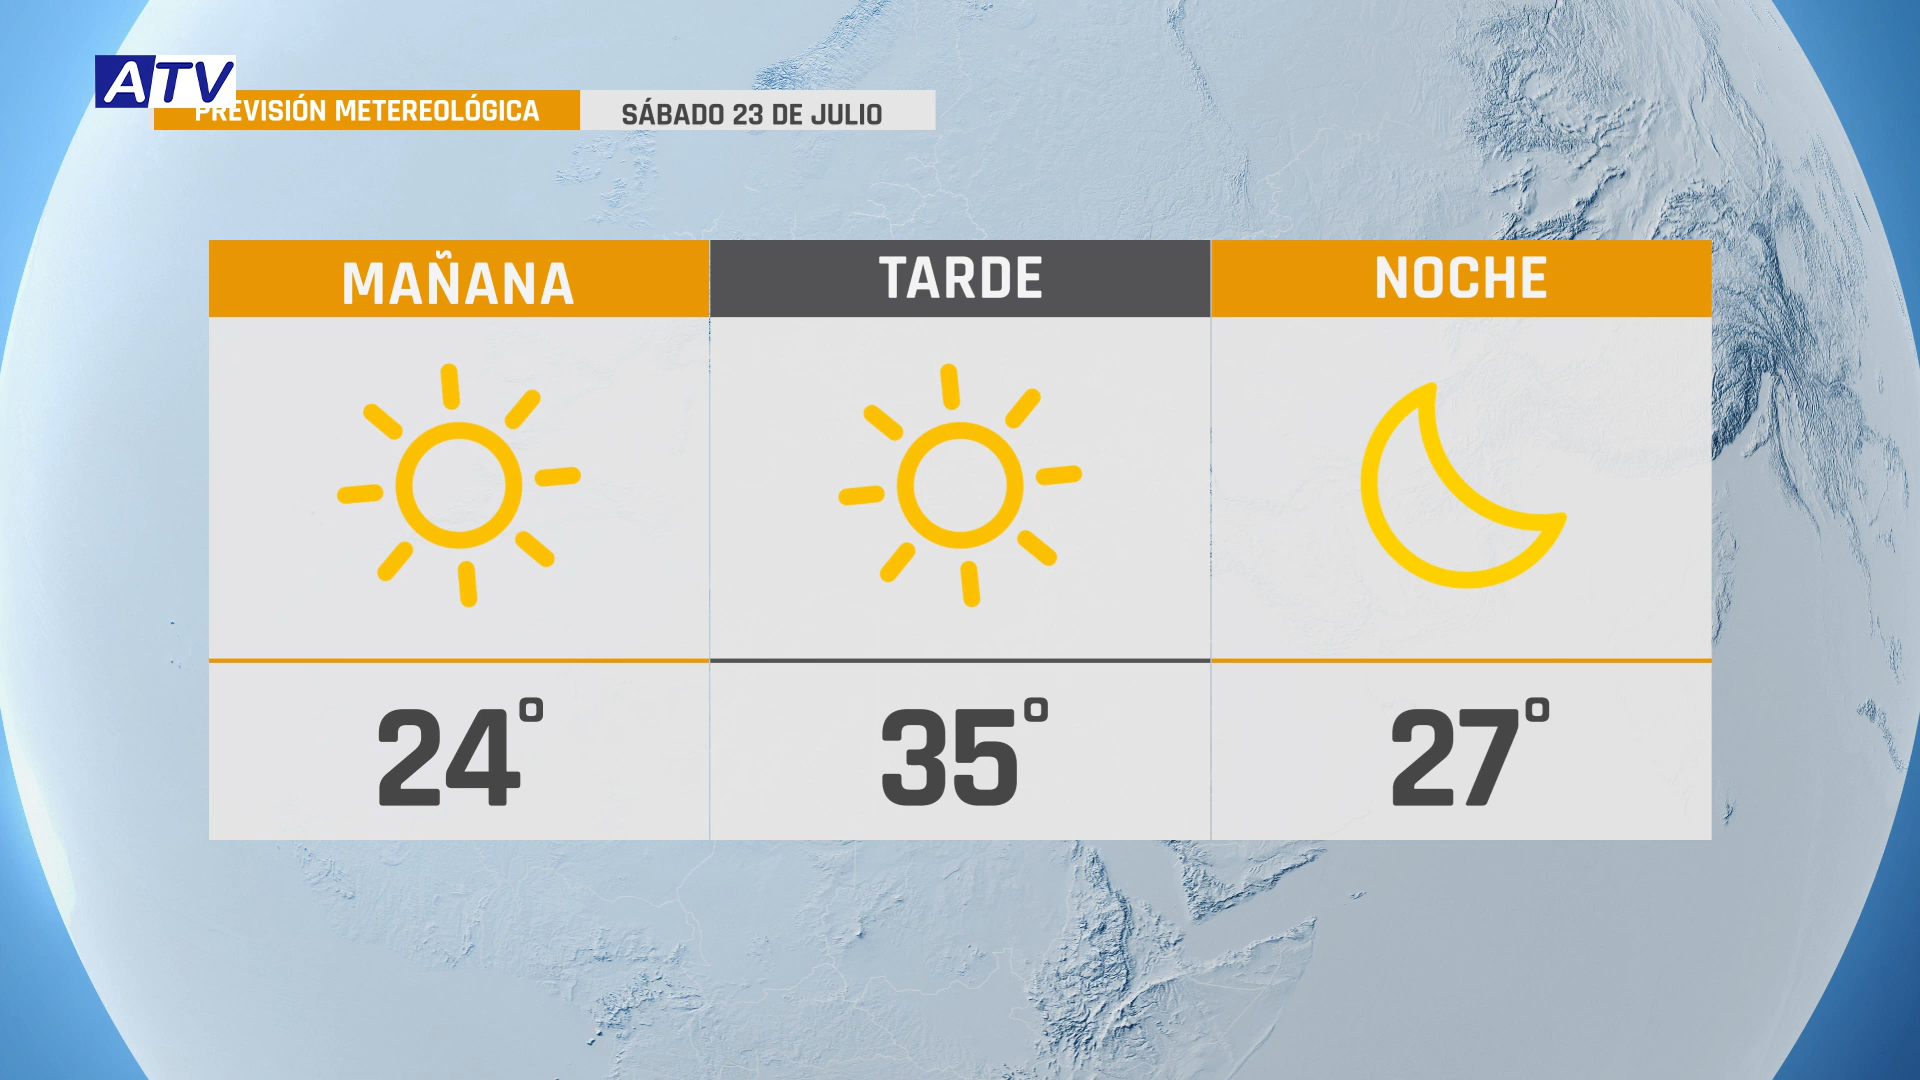 ATV
PREVISIÓN METEREOLÓGICA
SÁBADO 23 DE JULIO
MAÑANA
TARDE
NOCHE
24°
35°
27°